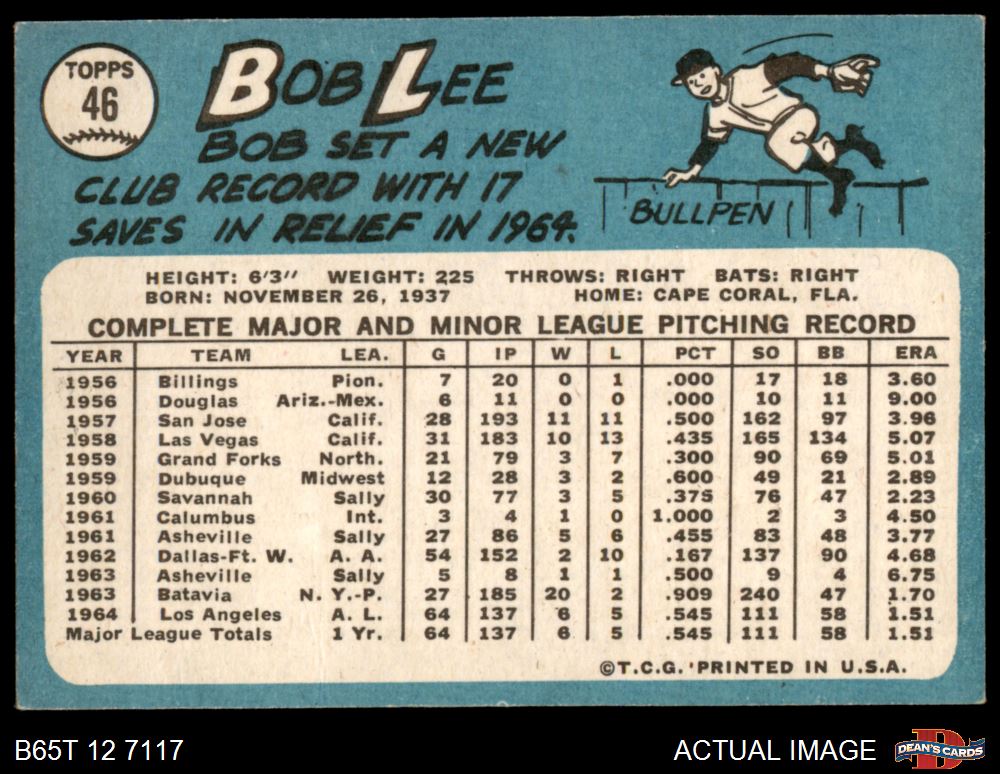 TOPPS
46
BOB LEE
BOB SET A NEW
CLUB RECORD WITH 17
SAVES IN RELIEF IN 1964.
BULLPEN
HEIGHT: 6'3" WEIGHT: 225 THROWS: RIGHT BATS: RIGHT
BORN: NOVEMBER 26, 1937 HOME: CAPE CORAL, FLA.
COMPLETE MAJOR AND MINOR LEAGUE PITCHING RECORD
YEAR TEAM LEA. G IP W L PCT SO BB ERA
1956 Billings Pion. 7 20 0 1 .000 17 18 3.60
1956 Douglas Ariz.-Mex. 6 11 0 0 .000 10 11 9.00
1957 San Jose Calif. 28 193 11 11 .500 162 97 3.96
1958 Las Vegas Calif. 31 183 10 13 .435 165 134 5.07
1959 Grand Forks North. 21 79 3 7 .300 90 69 5.01
1959 Dubuque Midwest 12 28 3 2 .600 49 21 2.89
1960 Savannah Sally 30 77 3 5 .375 76 47 2.23
1961 Calumbus Int. 3 4 1 0 1.000 2 3 4.50
1961 Asheville Sally 27 86 5 6 .455 83 48 3.77
1962 Dallas-Ft. W. A. A. 54 152 2 10 .167 137 90 4.68
1963 Asheville Sally 5 8 1 1 .500 9 4 6.75
1963 Batavia N. Y.-P. 27 185 20 2 .909 240 47 1.70
1964 Los Angeles A. L. 64 137 6 5 .545 111 58 1.51
Major League Totals 1 Yr. 64 137 6 5 .545 111 58 1.51
©T.C.G. PRINTED IN U.S.A.
B65T 12 7117
ACTUAL IMAGE
D
DEAN'S CARDS